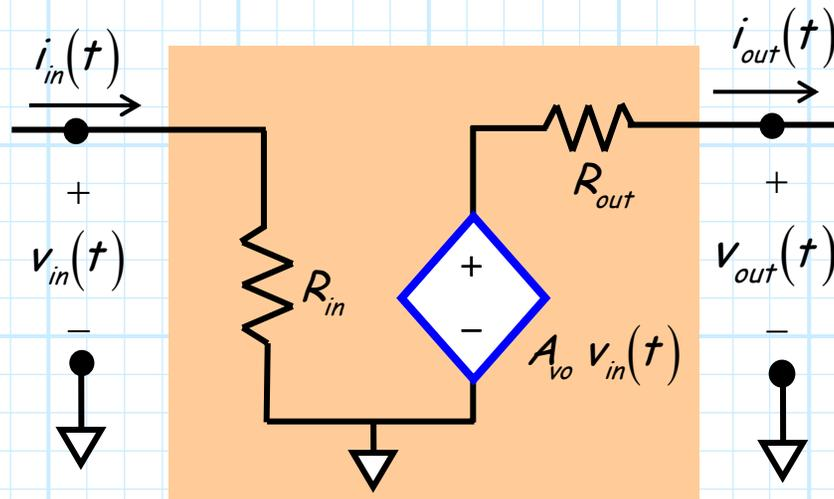 i_in(t)
i_out(t)
R_out
+
+
v_in(t)
+
v_out(t)
R_in
−
−
−
A_vo v_in(t)